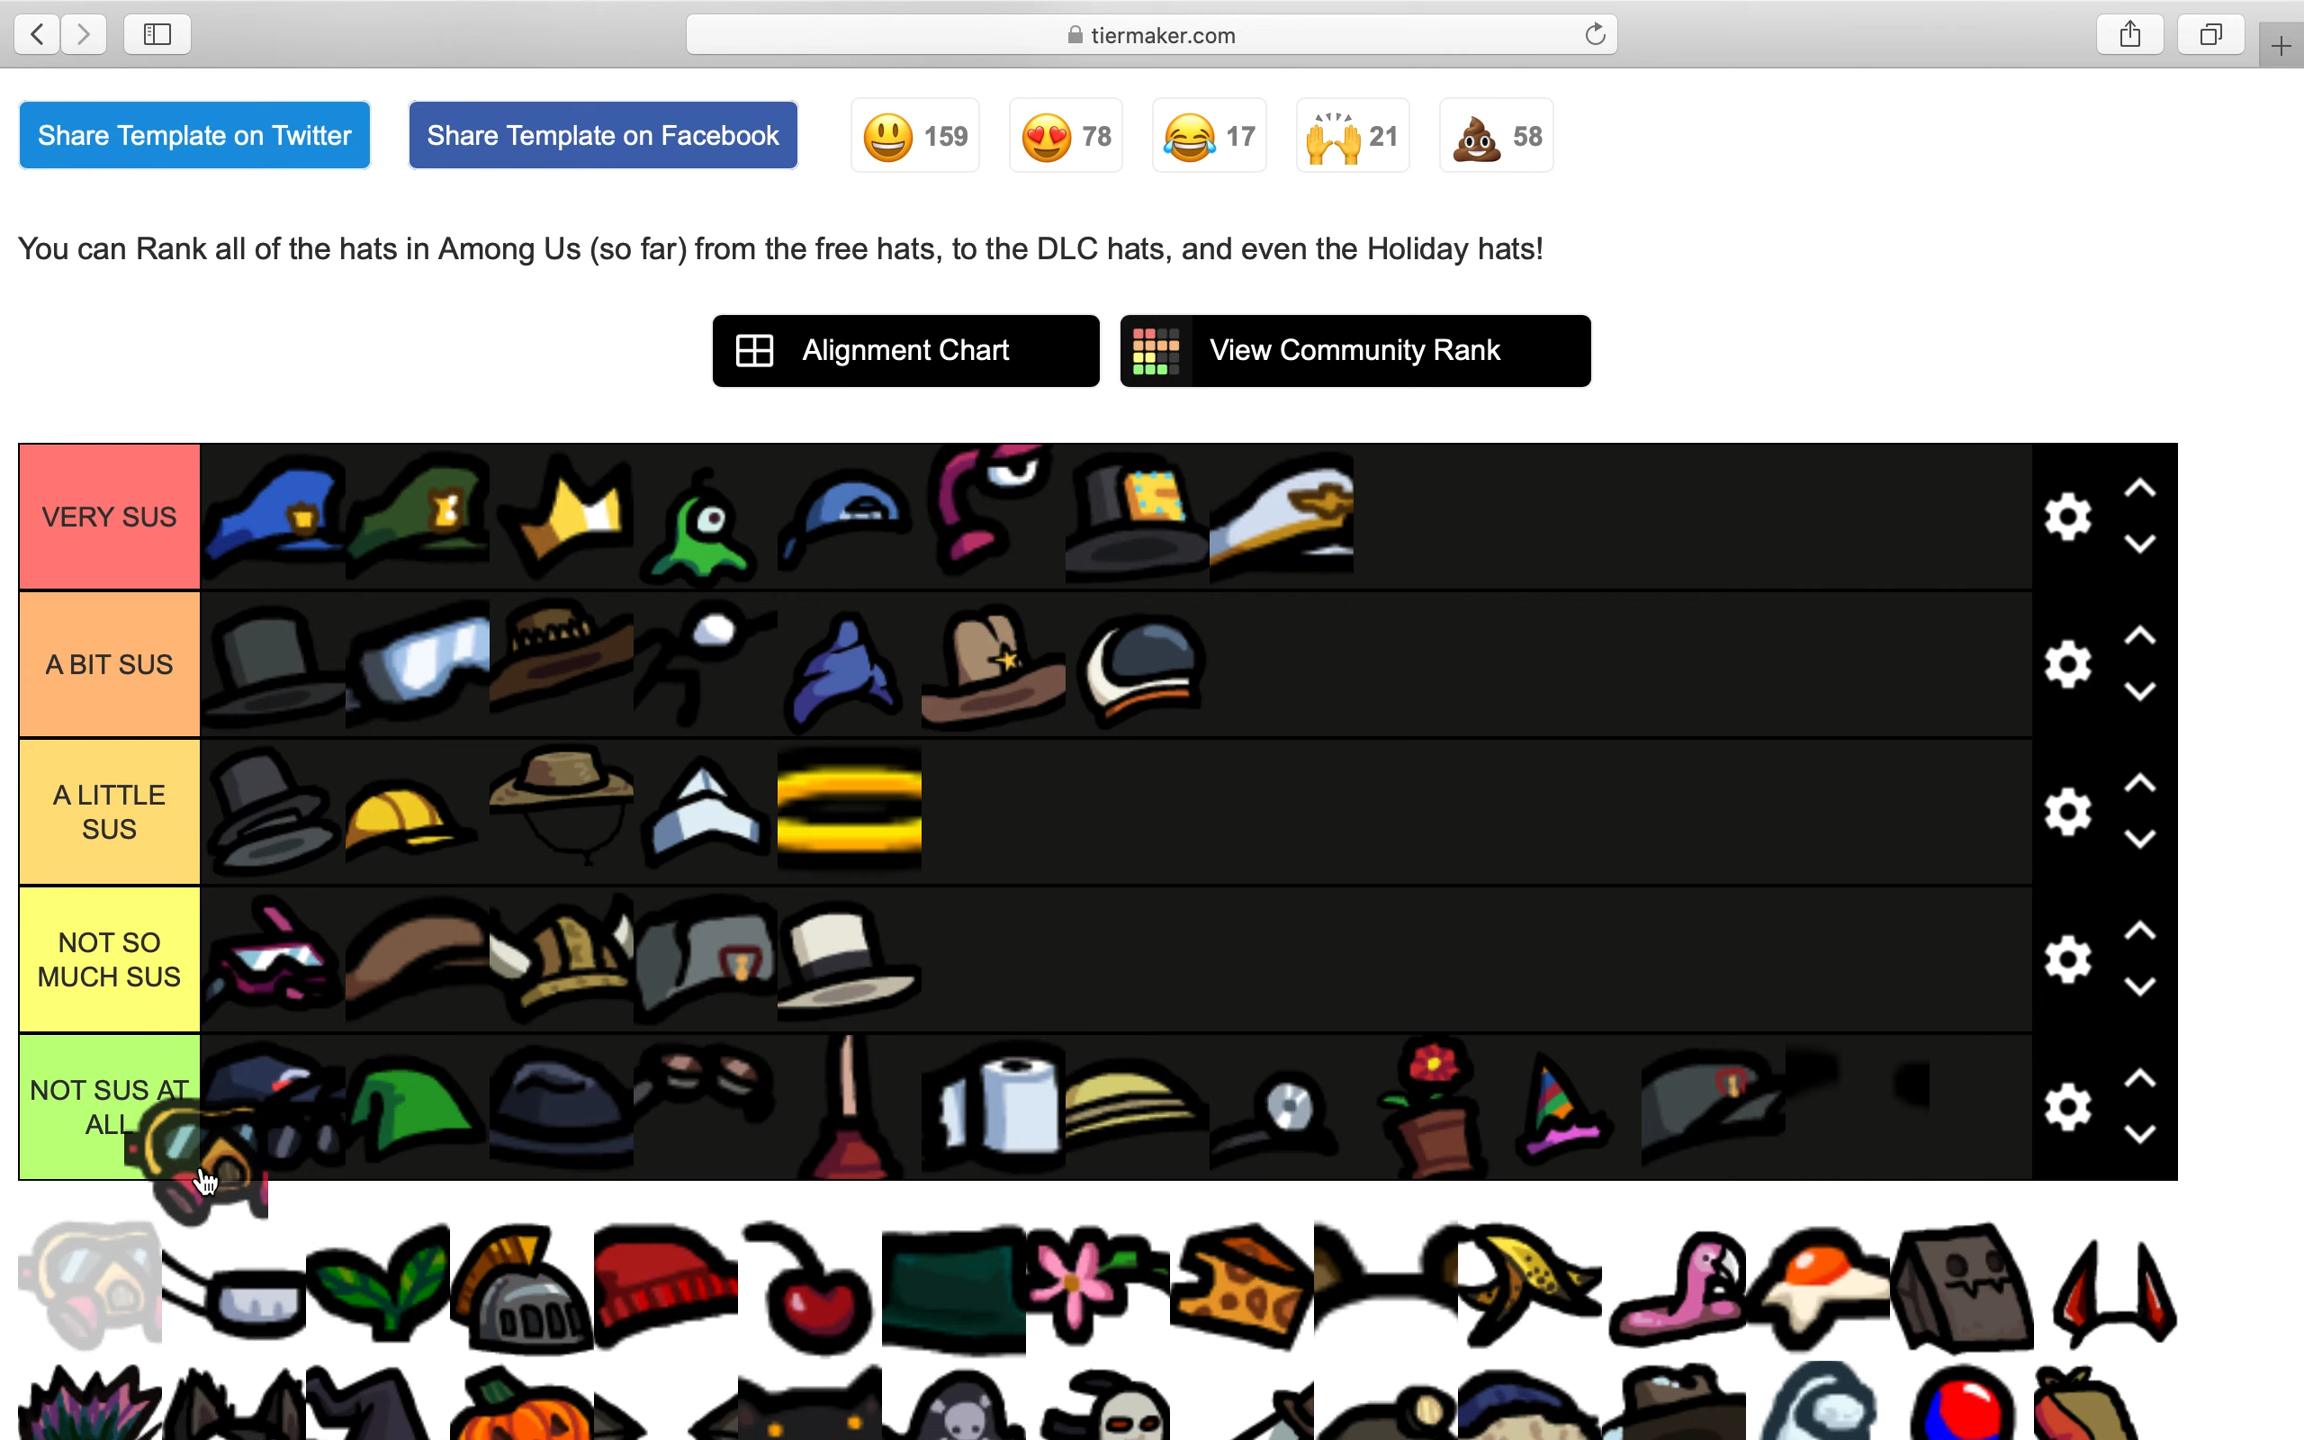 tiermaker.com
Share Template on Twitter
Share Template on Facebook
159
78
17
21
58
You can Rank all of the hats in Among Us (so far) from the free hats, to the DLC hats, and even the Holiday hats!
Alignment Chart
View Community Rank
VERY SUS
A BIT SUS
A LITTLE
SUS
NOT SO
MUCH SUS
NOT SUS AT
ALL